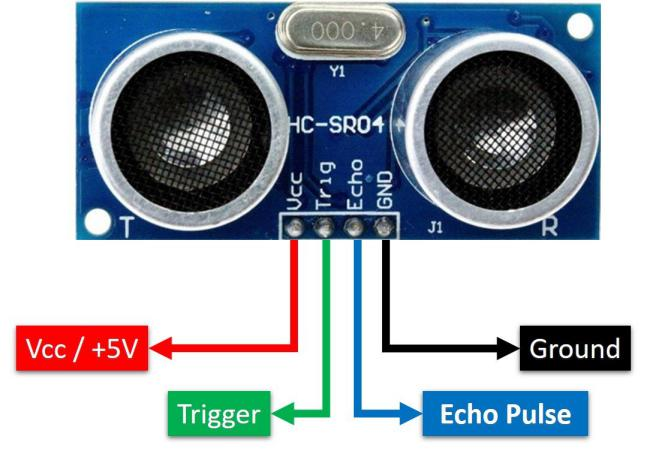 4.000
Y1
HC-SR04
Vcc
Trig
Echo
GND
T
J1
R
Vcc / +5V
Ground
Trigger
Echo Pulse